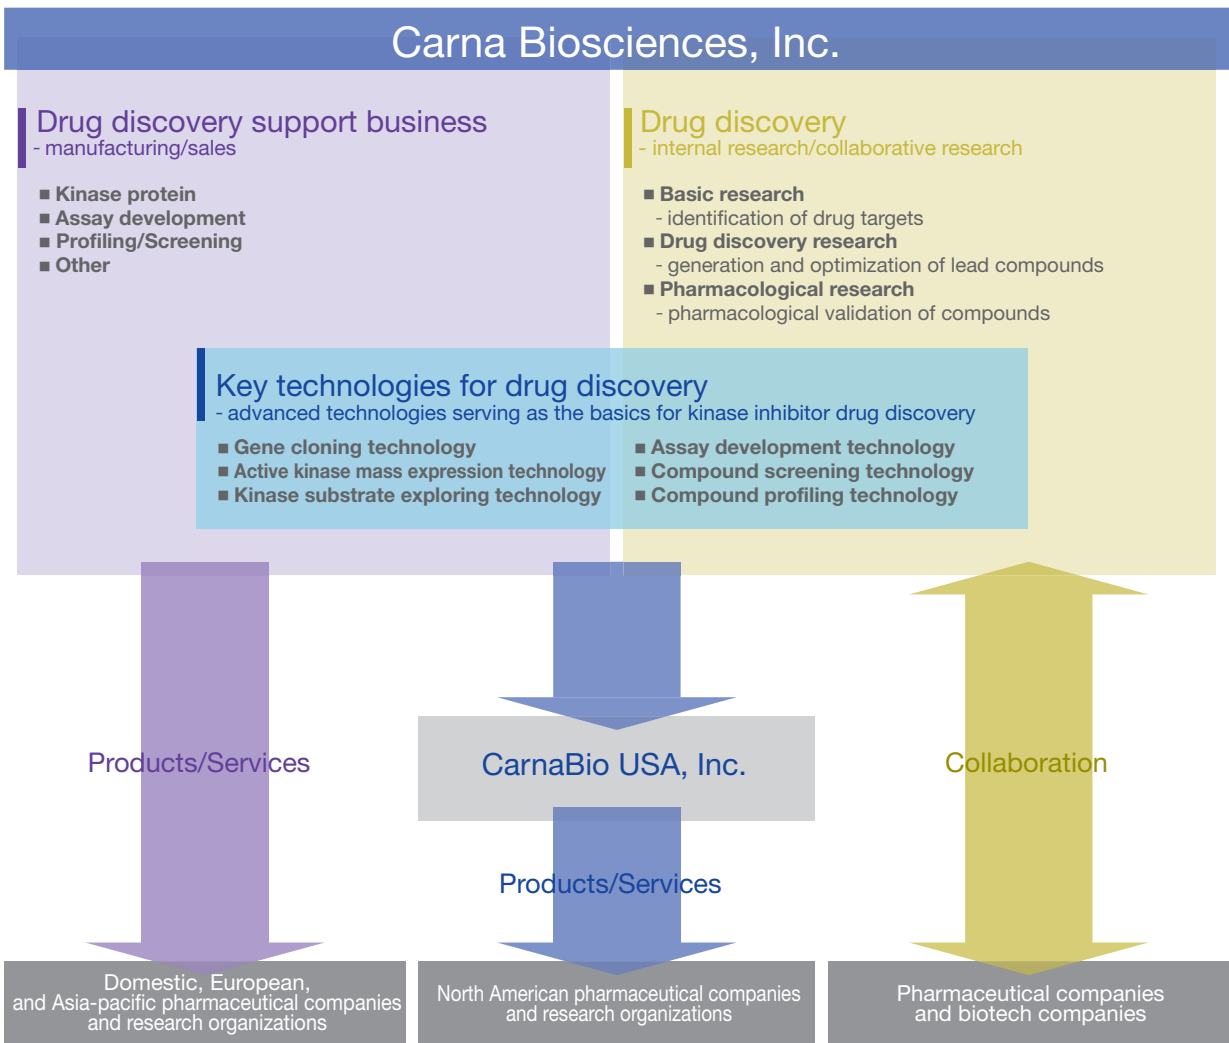 Carna Biosciences, Inc.
Drug discovery support business
- manufacturing/sales
■ Kinase protein
■ Assay development
■ Profiling/Screening
■ Other
Drug discovery
- internal research/collaborative research
■ Basic research
- identification of drug targets
■ Drug discovery research
- generation and optimization of lead compounds
■ Pharmacological research
- pharmacological validation of compounds
Key technologies for drug discovery
- advanced technologies serving as the basics for kinase inhibitor drug discovery
■ Gene cloning technology
■ Active kinase mass expression technology
■ Kinase substrate exploring technology
■ Assay development technology
■ Compound screening technology
■ Compound profiling technology
Products/Services
CarnaBio USA, Inc.
Collaboration
Products/Services
Domestic, European,
and Asia-pacific pharmaceutical companies
and research organizations
North American pharmaceutical companies
and research organizations
Pharmaceutical companies
and biotech companies